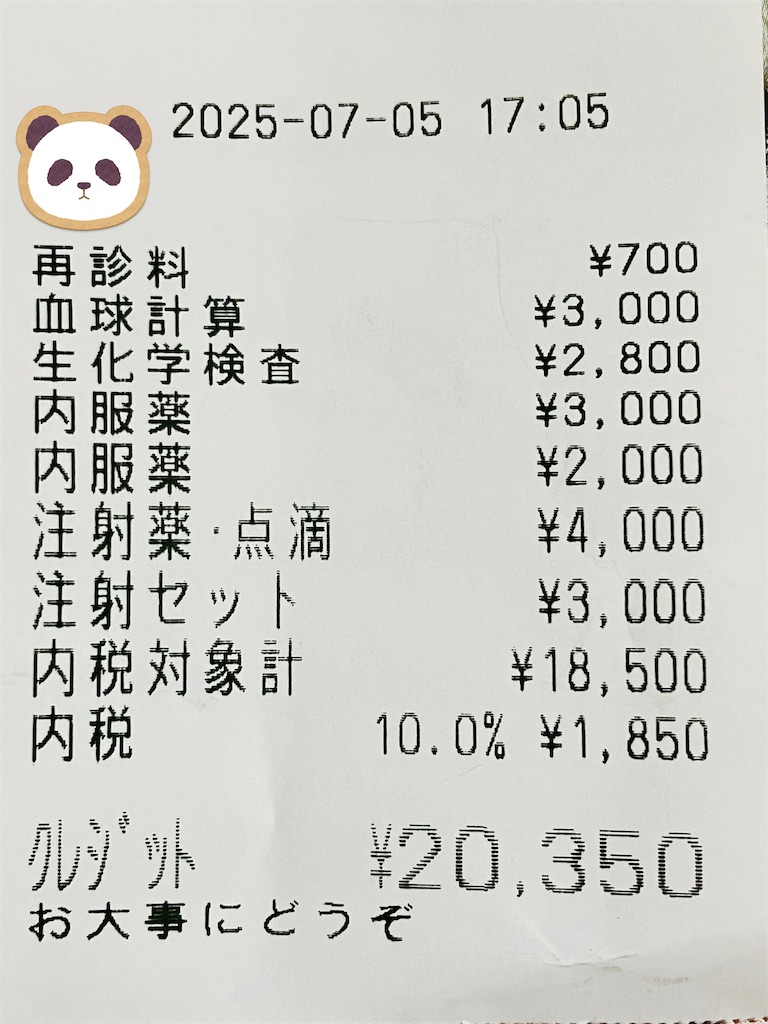 2025-07-05 17:05
再診料 ¥700
血球計算 ¥3,000
生化学検査 ¥2,800
内服薬 ¥3,000
内服薬 ¥2,000
注射薬・点滴 ¥4,000
注射セット ¥3,000
内税対象計 ¥18,500
内税 10.0% ¥1,850
クレジット ¥20,350
お大事にどうぞ